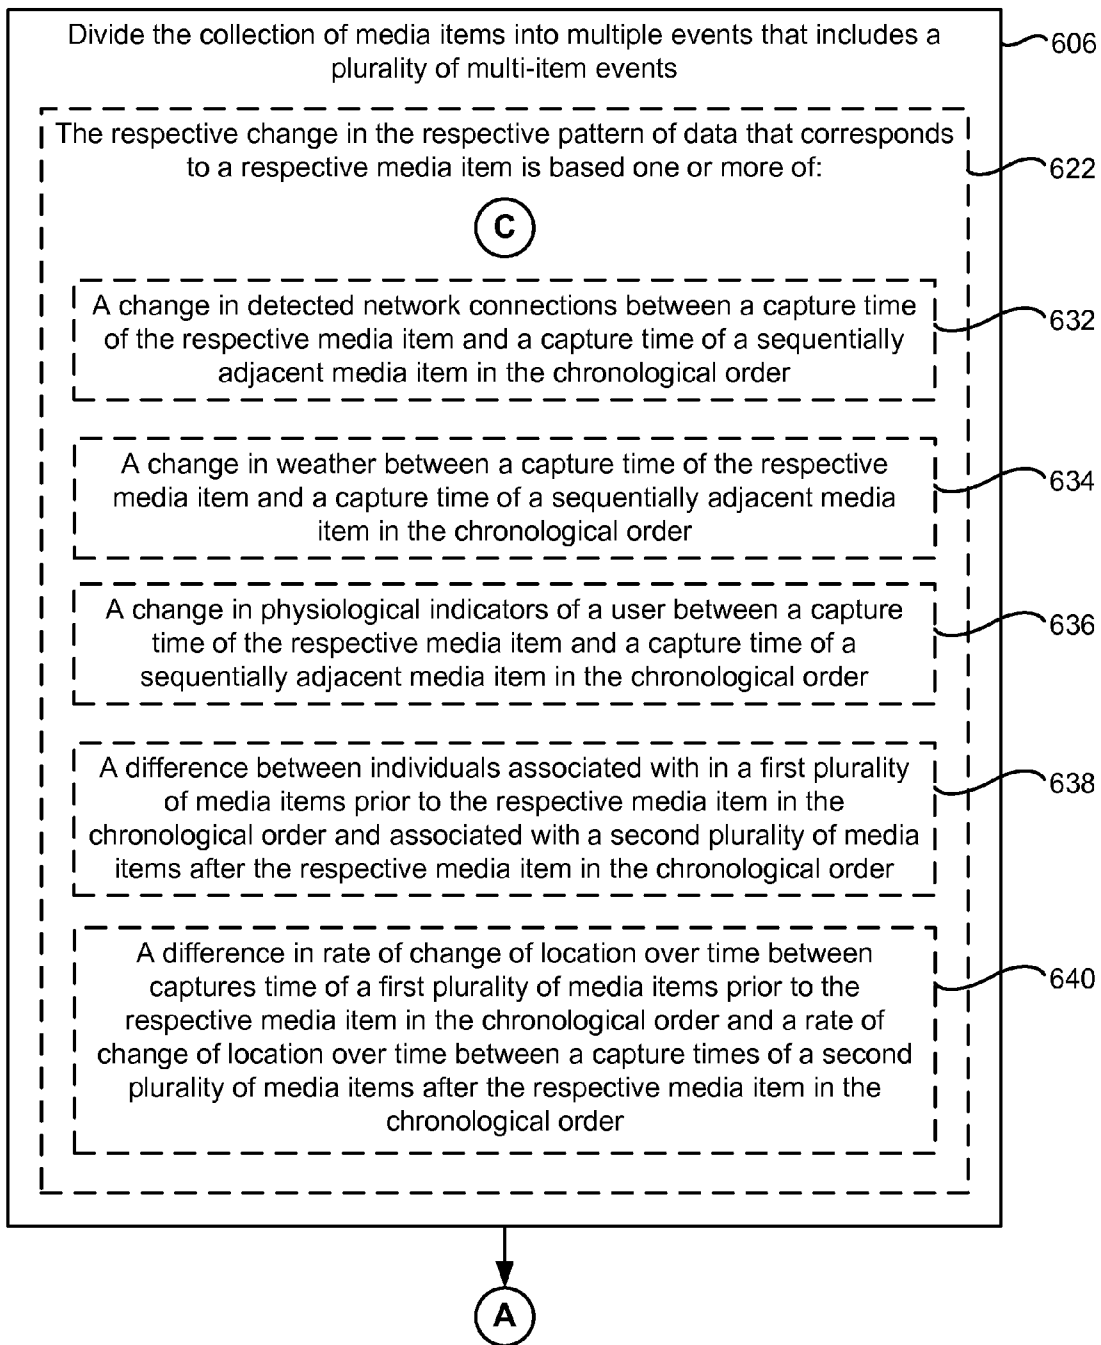 Divide the collection of media items into multiple events that includes a
plurality of multi-item events
606
The respective change in the respective pattern of data that corresponds
to a respective media item is based one or more of:
622
C
A change in detected network connections between a capture time
of the respective media item and a capture time of a sequentially
adjacent media item in the chronological order
632
A change in weather between a capture time of the respective
media item and a capture time of a sequentially adjacent media
item in the chronological order
634
A change in physiological indicators of a user between a capture
time of the respective media item and a capture time of a
sequentially adjacent media item in the chronological order
636
A difference between individuals associated with in a first plurality
of media items prior to the respective media item in the
chronological order and associated with a second plurality of media
items after the respective media item in the chronological order
638
A difference in rate of change of location over time between
captures time of a first plurality of media items prior to the
respective media item in the chronological order and a rate of
change of location over time between a capture times of a second
plurality of media items after the respective media item in the
chronological order
640
A